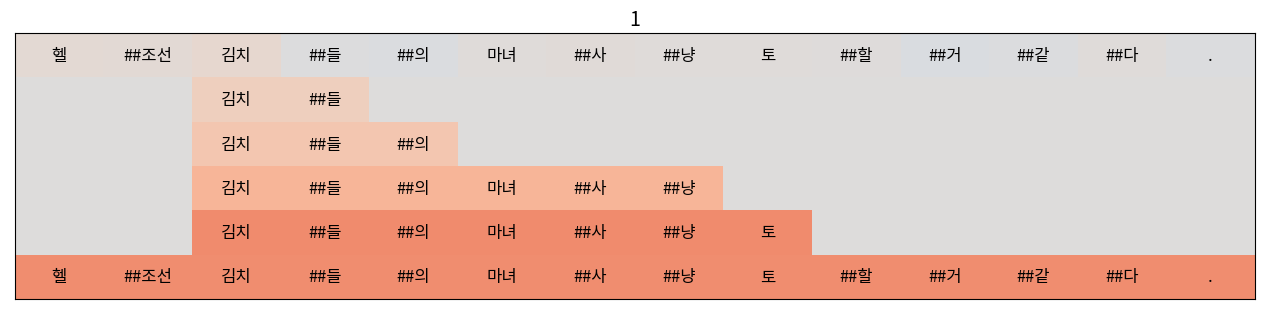 1
헬 ##조선 김치 ##들 ##의 마녀 ##사 ##냥 토 ##할 ##거 ##같 ##다 .
김치 ##들
김치 ##들 ##의
김치 ##들 ##의 마녀 ##사 ##냥
김치 ##들 ##의 마녀 ##사 ##냥 토
헬 ##조선 김치 ##들 ##의 마녀 ##사 ##냥 토 ##할 ##거 ##같 ##다 .